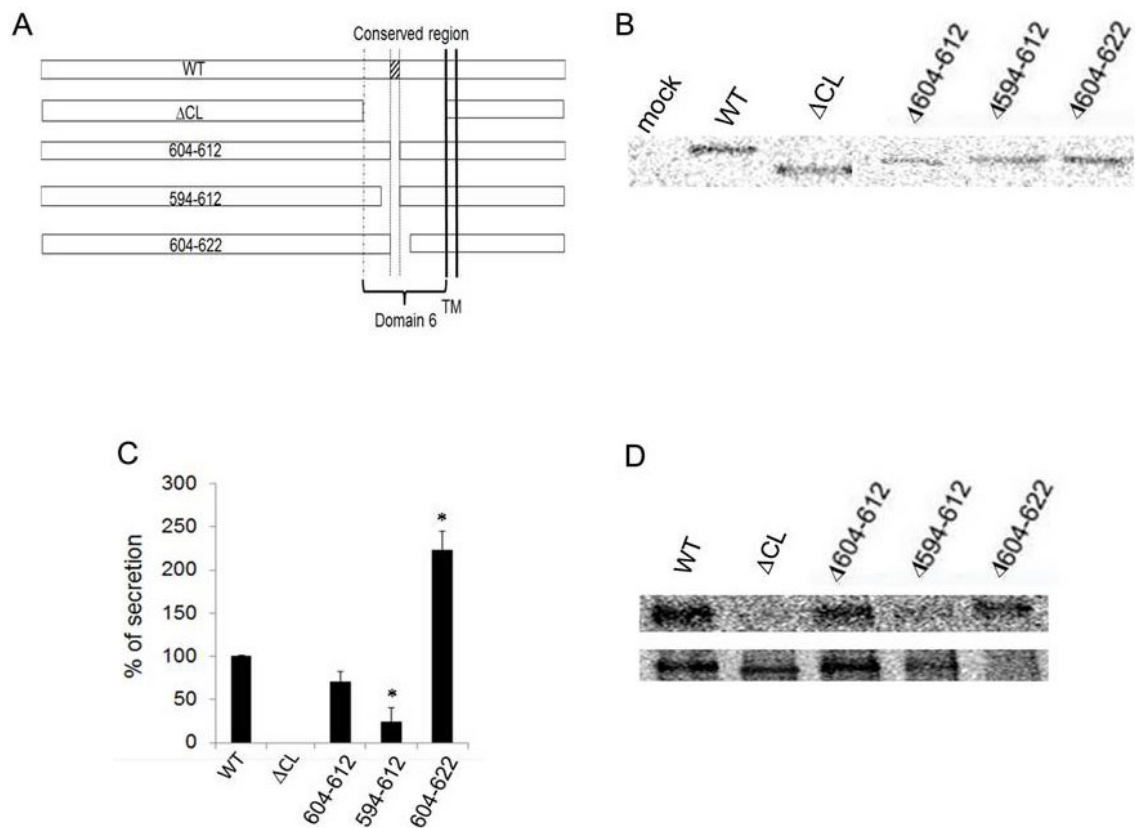 A
Conserved region
WT
ΔCL
604-612
594-612
604-622
Domain 6
TM
B
mock
WT
ΔCL
Δ604-612
Δ594-612
Δ604-622
C
% of secretion
300
250
200
150
100
50
0
*
*
WT
ΔCL
604-612
594-612
604-622
D
WT
ΔCL
Δ604-612
Δ594-612
Δ604-622